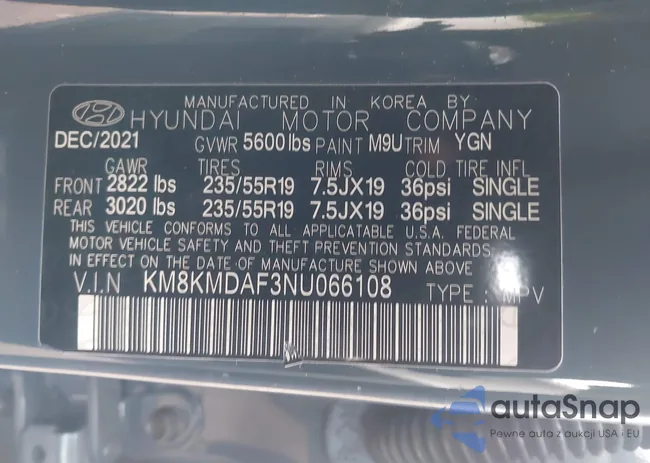 MANUFACTURED IN KOREA BY
HYUNDAI MOTOR COMPANY
DEC/2021 GVWR 5600 lbs PAINT M9U TRIM YGN
GAWR TIRES RIMS COLD TIRE INFL
FRONT 2822 lbs 235/55R19 7.5JX19 36psi SINGLE
REAR 3020 lbs 235/55R19 7.5JX19 36psi SINGLE
THIS VEHICLE CONFORMS TO ALL APPLICABLE U.S.A. FEDERAL
MOTOR VEHICLE SAFETY AND THEFT PREVENTION STANDARDS
IN EFFECT ON THE DATE OF MANUFACTURE SHOWN ABOVE
V.I.N KM8KMDAF3NU066108 TYPE : MPV
autaSnap
Pewne auta z aukcji USA i EU